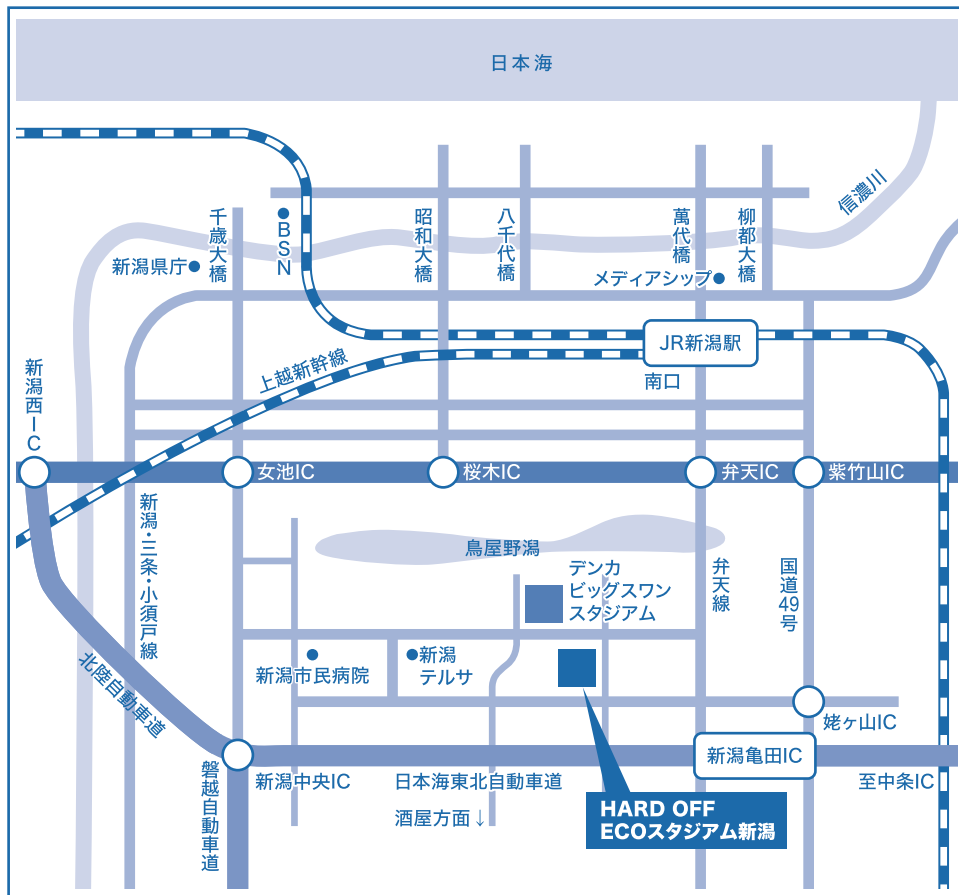 日本海
信濃川
千歳大橋
BSN
昭和大橋
八千代橋
萬代橋
柳都大橋
新潟県庁
メディアシップ
JR新潟駅
南口
上越新幹線
新潟西IC
女池IC
桜木IC
弁天IC
紫竹山IC
新潟・三条・小須戸線
鳥屋野潟
デンカ
ビッグスワン
スタジアム
弁天線
国道49号
新潟市民病院
新潟
テルサ
北陸自動車道
姥ヶ山IC
新潟亀田IC
磐越自動車道
新潟中央IC
日本海東北自動車道
至中条IC
酒屋方面↓
HARD OFF
ECOスタジアム新潟